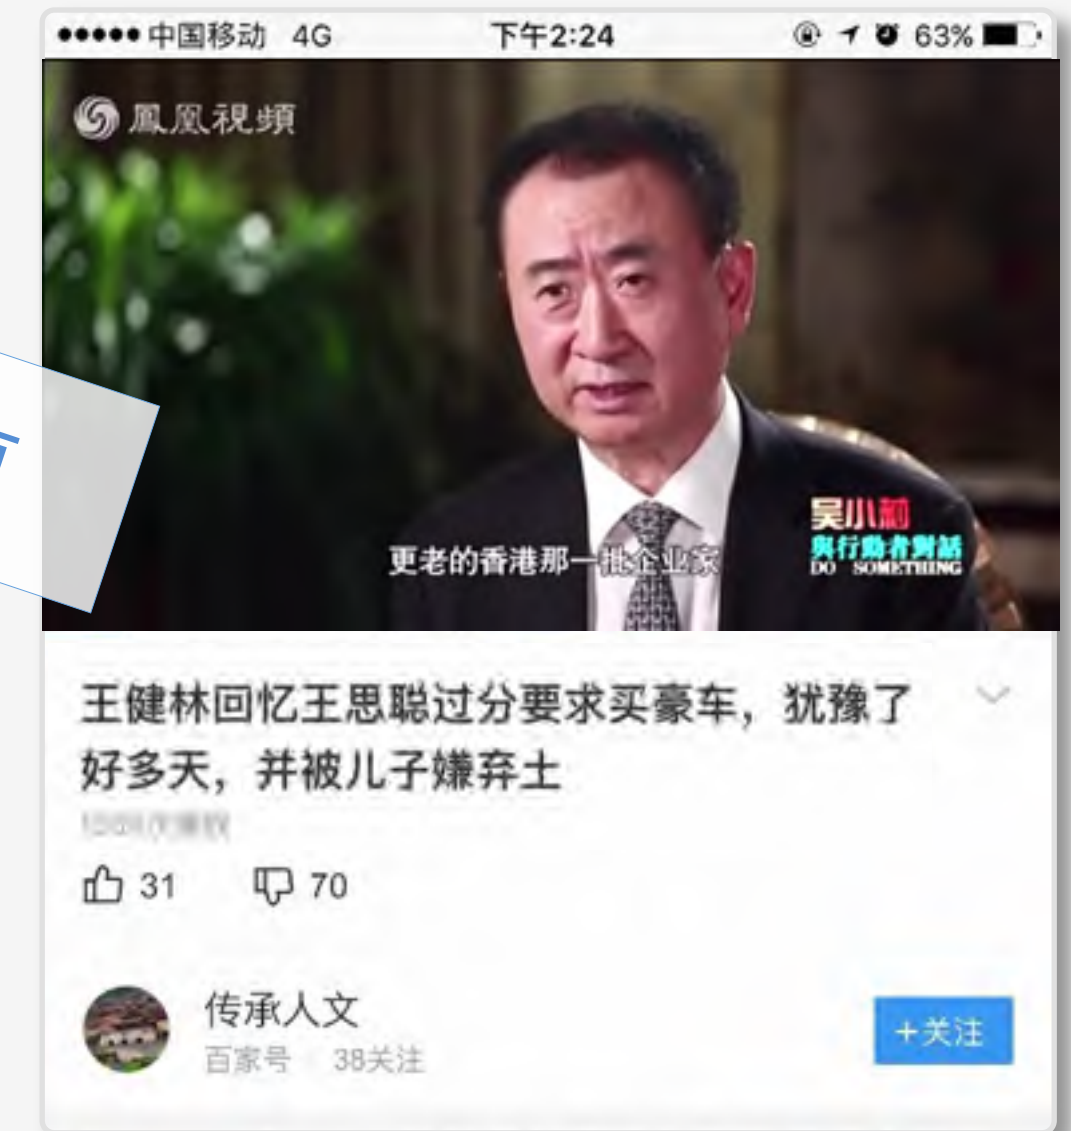 中国移动 4G 下午2:24 63%
鳳凰視頻
吴小莉
與行動者對話
DO SOMETHING
更老的香港那一批企业家
王健林回忆王思聪过分要求买豪车，犹豫了
好多天，并被儿子嫌弃土
31 70
传承人文
百家号 38关注
+关注